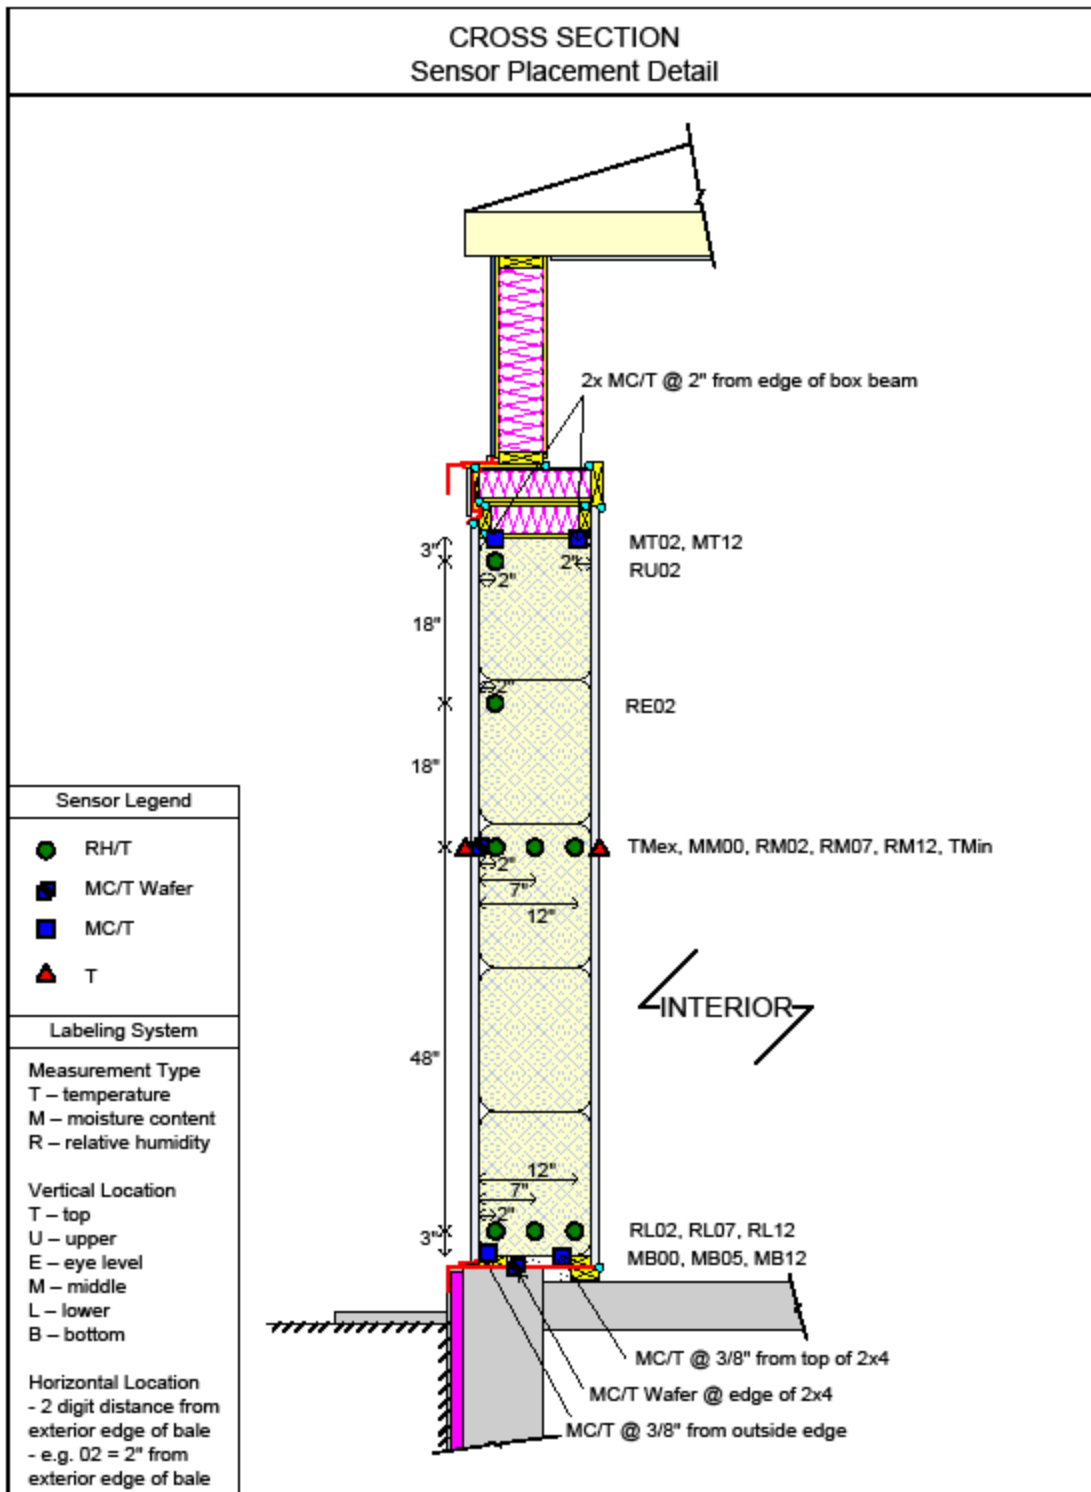 CROSS SECTION
Sensor Placement Detail
2x MC/T @ 2" from edge of box beam
3"
MT02, MT12
2"
2"
RU02
18"
2"
RE02
18"
TMex, MM00, RM02, RM07, RM12, TMin
2"
7"
12"
INTERIOR
48"
12"
7"
2"
3"
RL02, RL07, RL12
MB00, MB05, MB12
MC/T @ 3/8" from top of 2x4
MC/T Wafer @ edge of 2x4
MC/T @ 3/8" from outside edge
Sensor Legend
RH/T
MC/T Wafer
MC/T
T
Labeling System
Measurement Type
T – temperature
M – moisture content
R – relative humidity
Vertical Location
T – top
U – upper
E – eye level
M – middle
L – lower
B – bottom
Horizontal Location
- 2 digit distance from
exterior edge of bale
- e.g. 02 = 2" from
exterior edge of bale